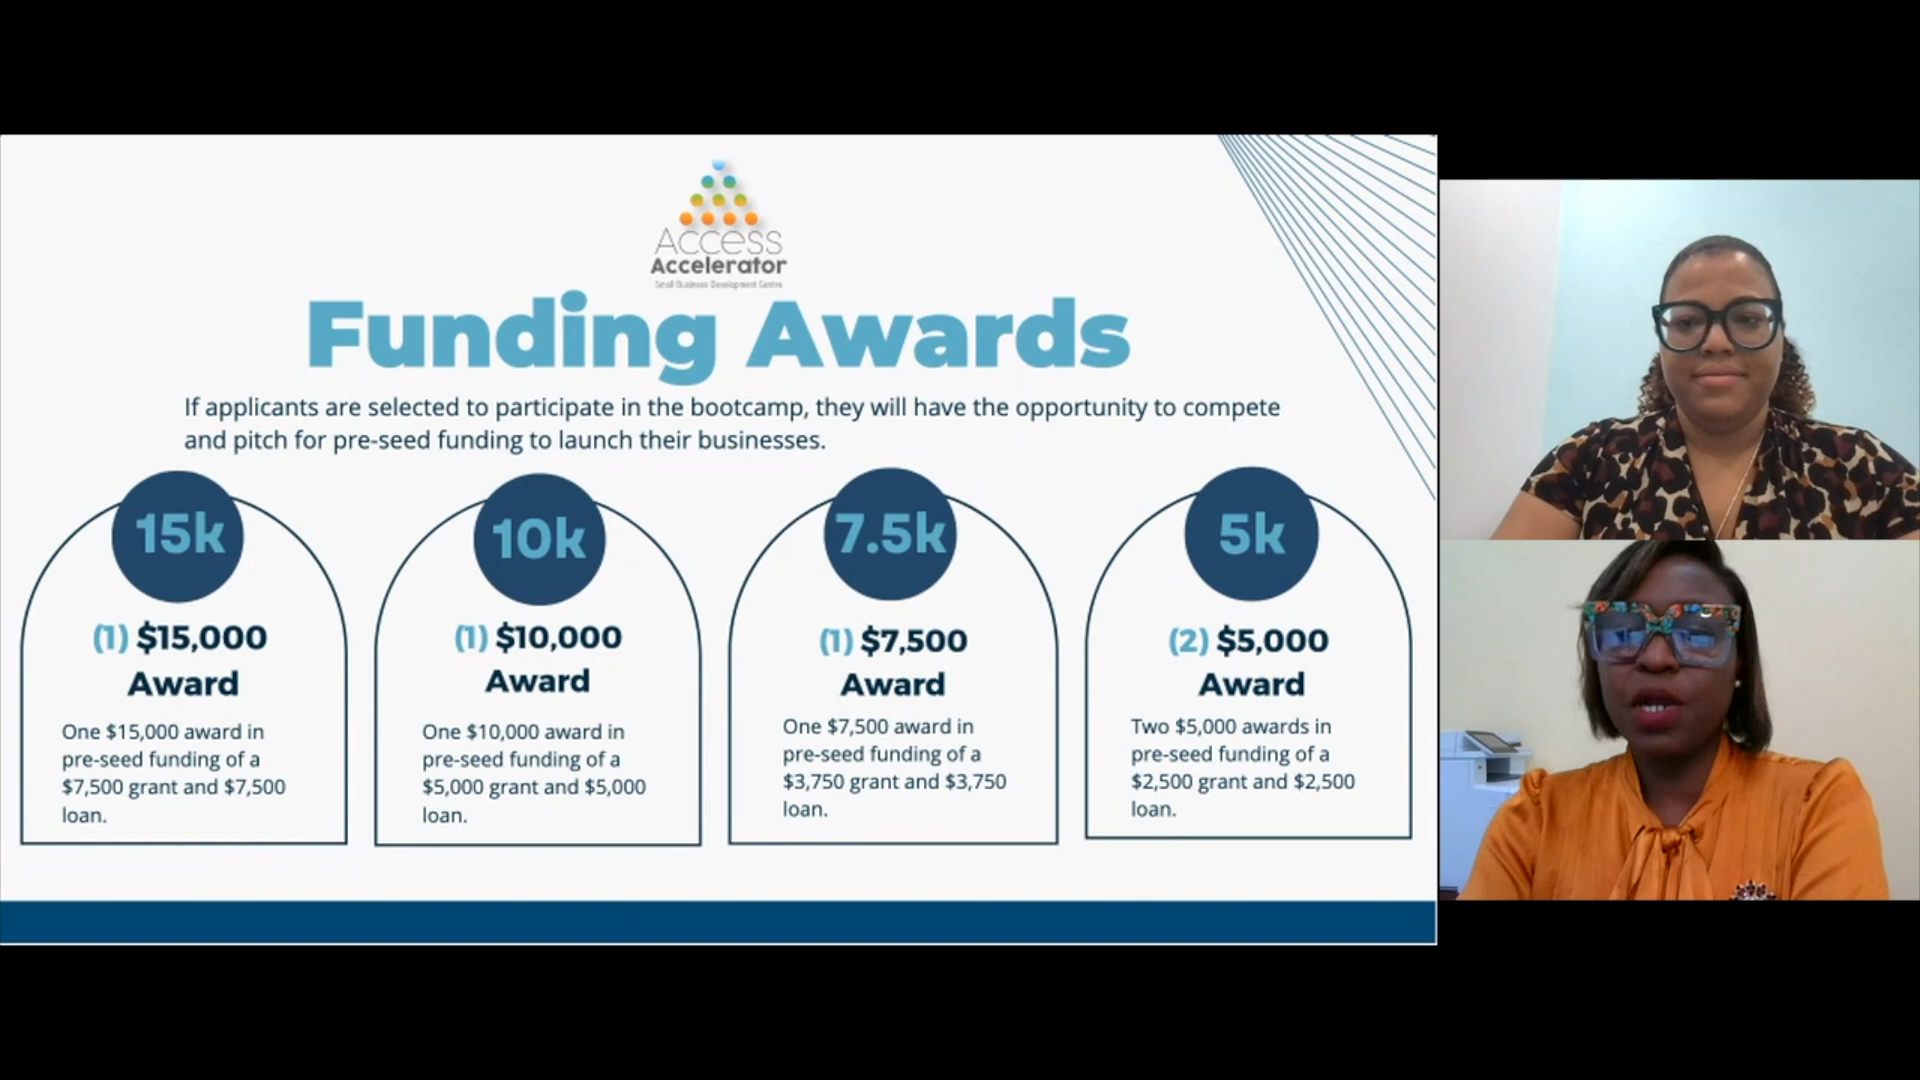 Access
Accelerator
Small Business Development Centre
Funding Awards
If applicants are selected to participate in the bootcamp, they will have the opportunity to compete
and pitch for pre-seed funding to launch their businesses.
15k
(1) $15,000
Award
One $15,000 award in
pre-seed funding of a
$7,500 grant and $7,500
loan.
10k
(1) $10,000
Award
One $10,000 award in
pre-seed funding of a
$5,000 grant and $5,000
loan.
7.5k
(1) $7,500
Award
One $7,500 award in
pre-seed funding of a
$3,750 grant and $3,750
loan.
5k
(2) $5,000
Award
Two $5,000 awards in
pre-seed funding of a
$2,500 grant and $2,500
loan.